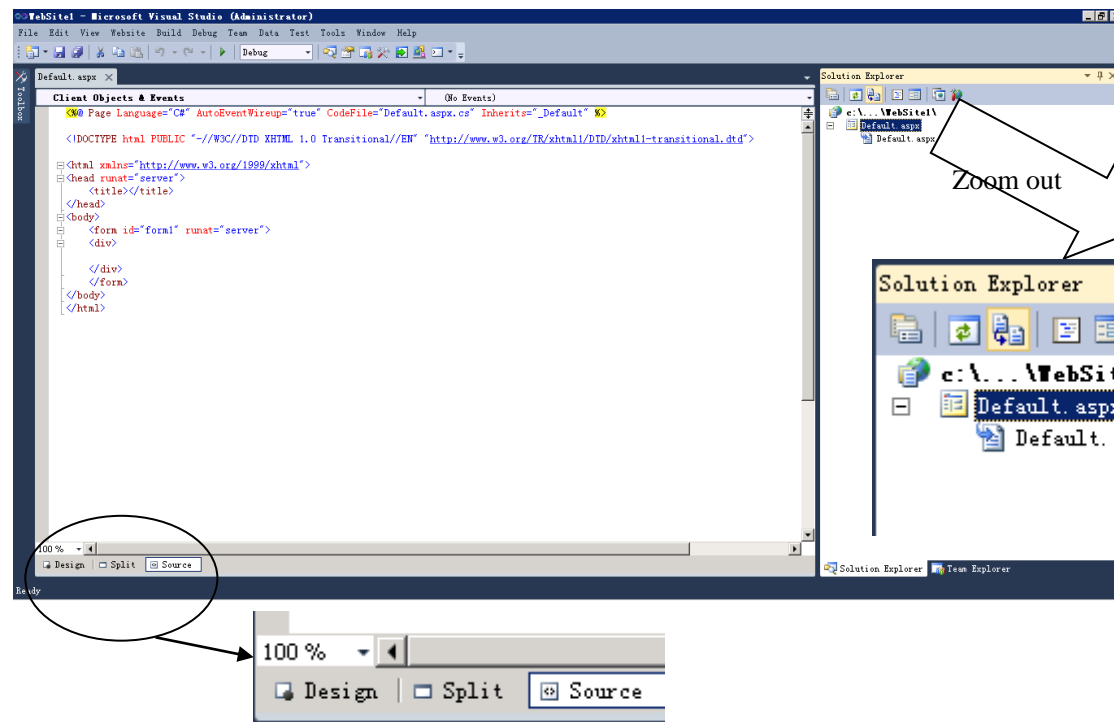 WebSite1 - Microsoft Visual Studio (Administrator)
File Edit View Website Build Debug Team Data Test Tools Window Help
Debug
Toolbox
Default.aspx
Client Objects & Events
(No Events)
<%@ Page Language="C#" AutoEventWireup="true" CodeFile="Default.aspx.cs" Inherits="_Default" %>
<!DOCTYPE html PUBLIC "-//W3C//DTD XHTML 1.0 Transitional//EN" "http://www.w3.org/TR/xhtml1/DTD/xhtml1-transitional.dtd">
<html xmlns="http://www.w3.org/1999/xhtml">
<head runat="server">
<title></title>
</head>
<body>
<form id="form1" runat="server">
<div>
</div>
</form>
</body>
</html>
100 %
Design Split Source
Ready
Solution Explorer
c:\...\WebSite1\
Default.aspx
Default.aspx
Zoom out
Solution Explorer
c:\...\WebSit
Default.aspx
Default.
Solution Explorer Team Explorer
100 %
Design Split Source